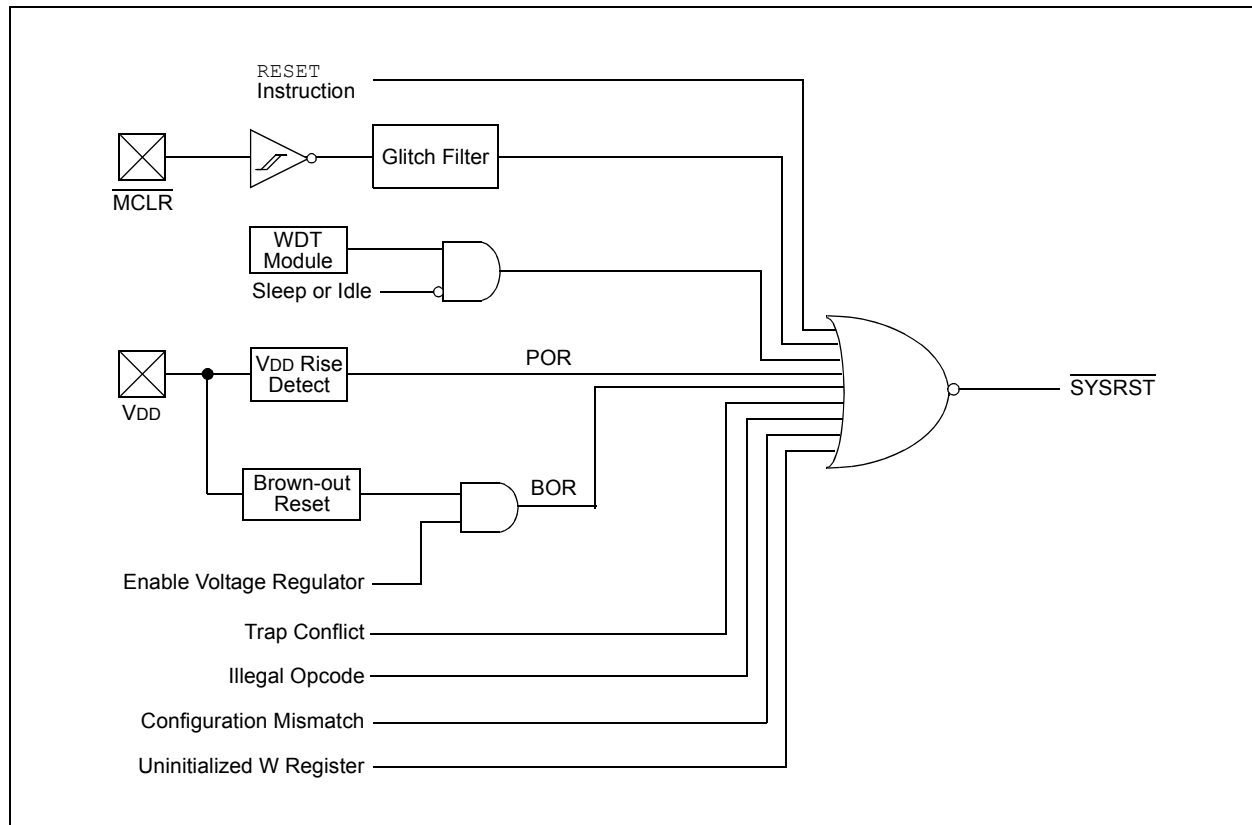 RESET
Instruction
MCLR
Glitch Filter
WDT
Module
Sleep or Idle
VDD
VDD Rise
Detect
POR
Brown-out
Reset
BOR
Enable Voltage Regulator
Trap Conflict
Illegal Opcode
Configuration Mismatch
Uninitialized W Register
SYSRST